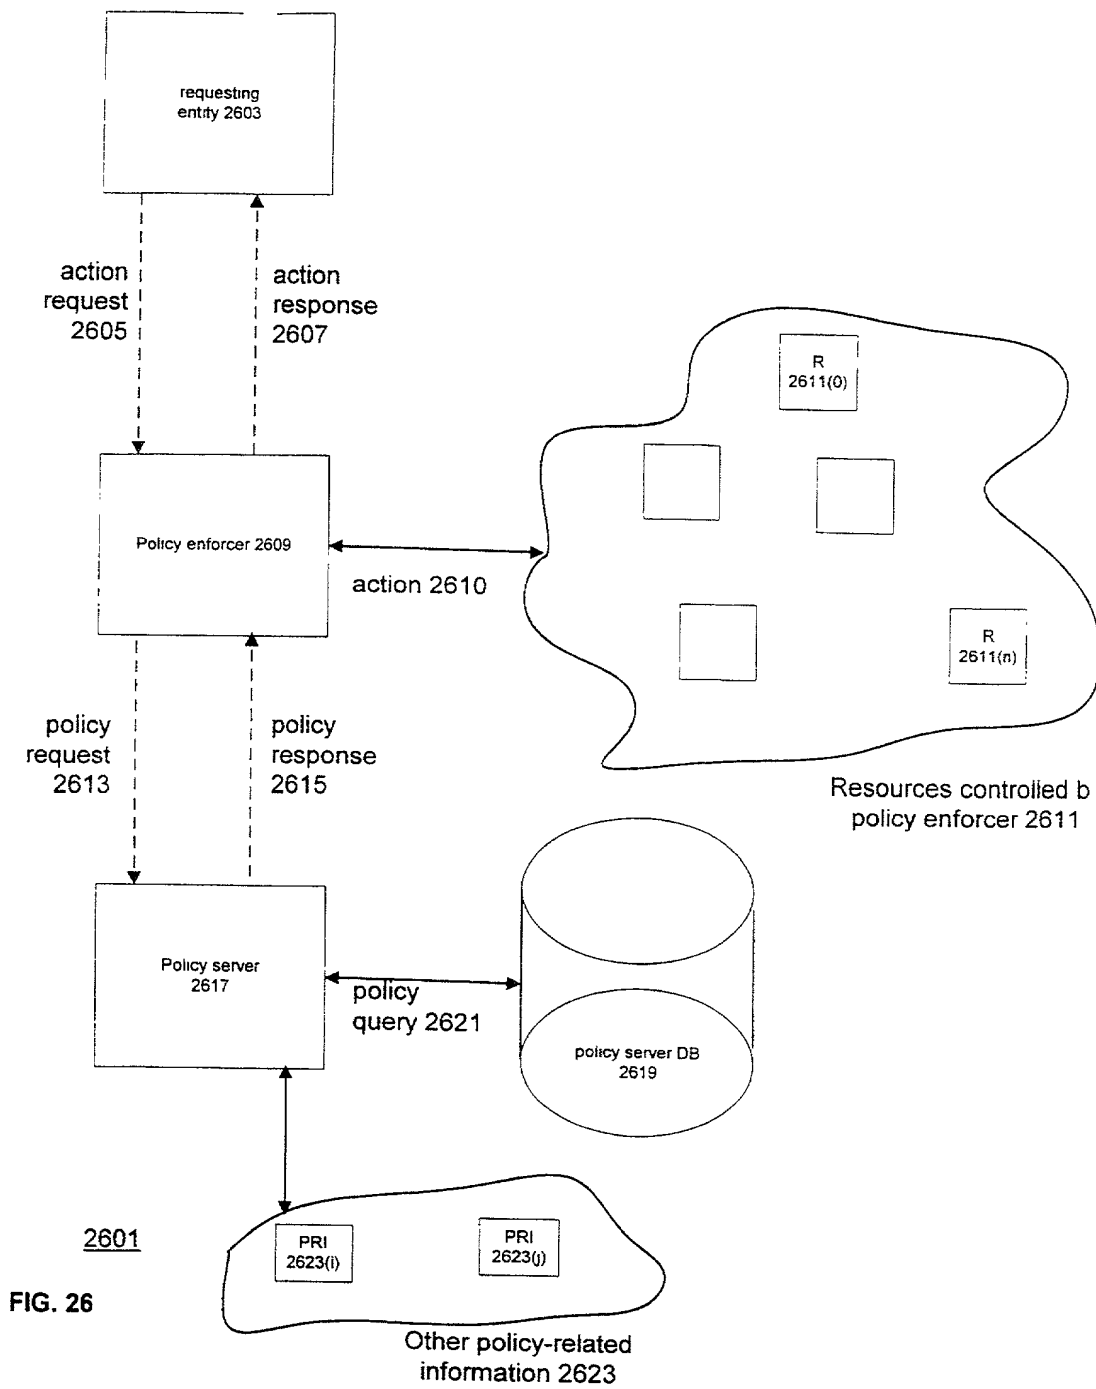 requesting
entity 2603
action
request
2605
action
response
2607
R
2611(0)
Policy enforcer 2609
action 2610
R
2611(n)
policy
request
2613
policy
response
2615
Resources controlled b
policy enforcer 2611
Policy server
2617
policy
query 2621
policy server DB
2619
2601
PRI
2623(i)
PRI
2623(j)
FIG. 26
Other policy-related
information 2623